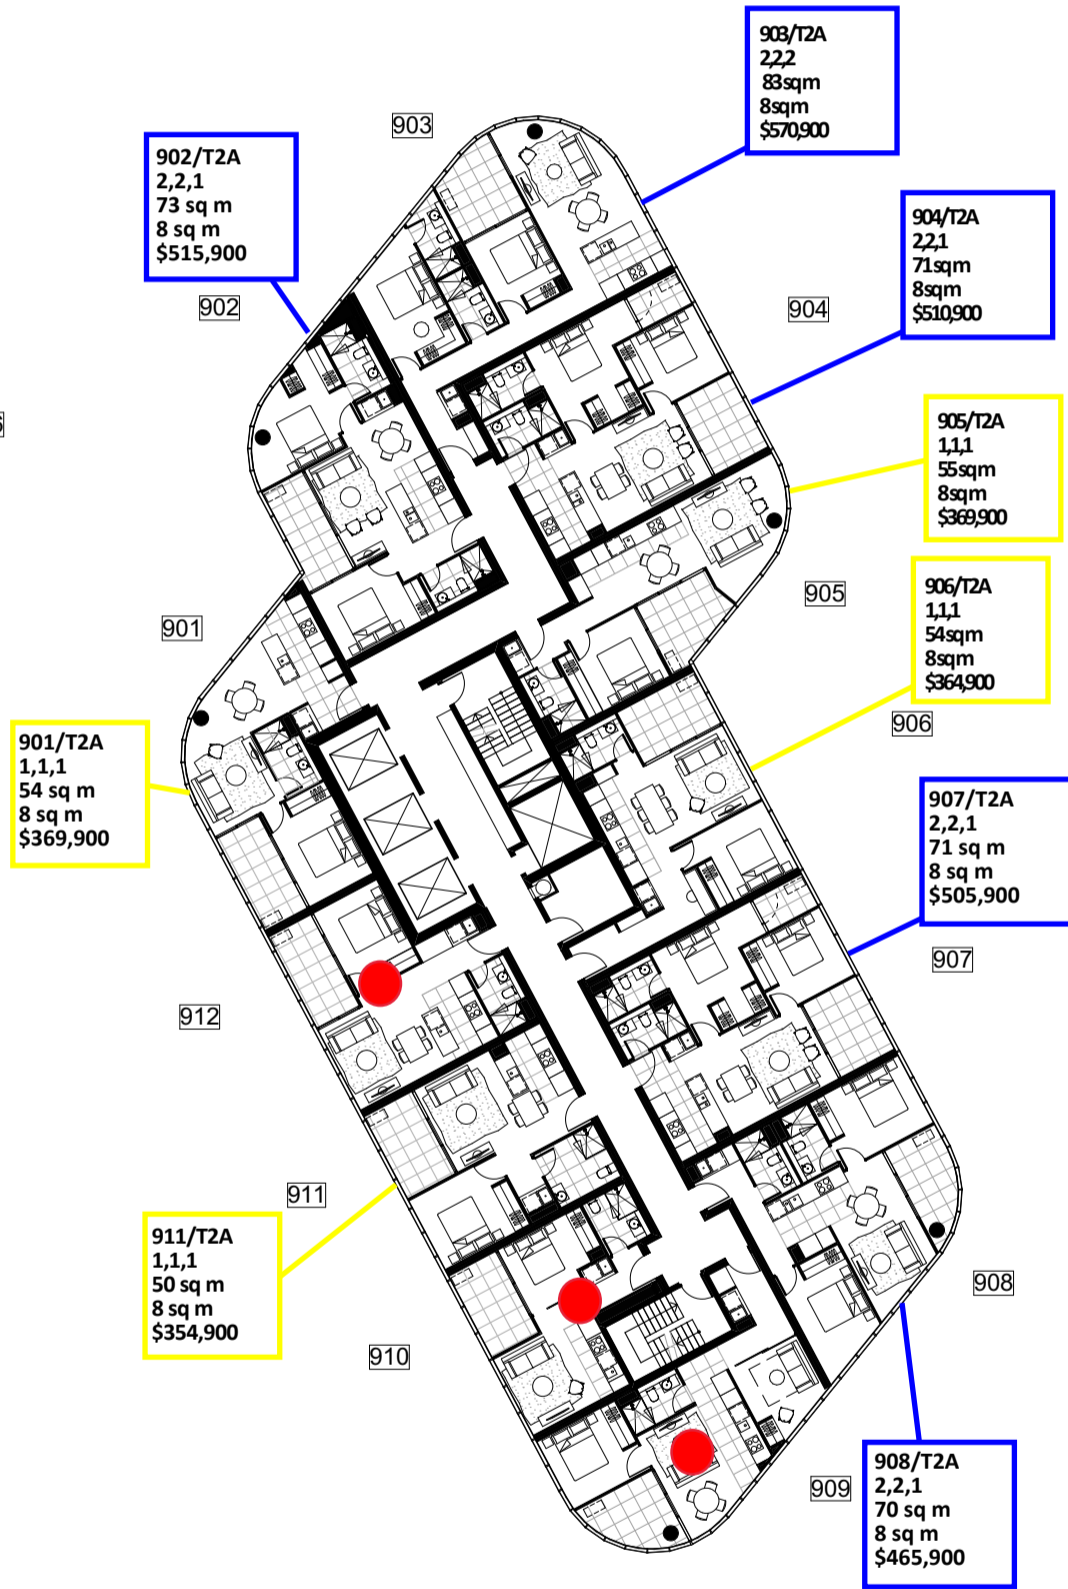 903/T2A
2,2,2
83sqm
8sqm
$570,900
903
902/T2A
2,2,1
73 sq m
8 sq m
$515,900
902
904/T2A
2,2,1
71sqm
8sqm
$510,900
904
905/T2A
1,1,1
55sqm
8sqm
$369,900
905
906/T2A
1,1,1
54sqm
8sqm
$364,900
906
901
901/T2A
1,1,1
54 sq m
8 sq m
$369,900
907/T2A
2,2,1
71 sq m
8 sq m
$505,900
907
912
911
911/T2A
1,1,1
50 sq m
8 sq m
$354,900
910
908
909
908/T2A
2,2,1
70 sq m
8 sq m
$465,900